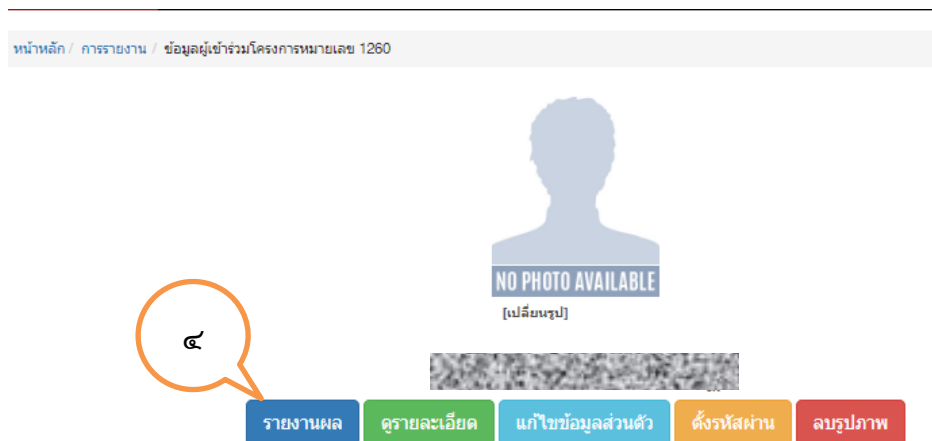 หน้าหลัก / การรายงาน / ข้อมูลผู้เข้าร่วมโครงการหมายเลข 1260
NO PHOTO AVAILABLE
[เปลี่ยนรูป]
๔
รายงานผล ดูรายละเอียด แก้ไขข้อมูลส่วนตัว ตั้งรหัสผ่าน ลบรูปภาพ